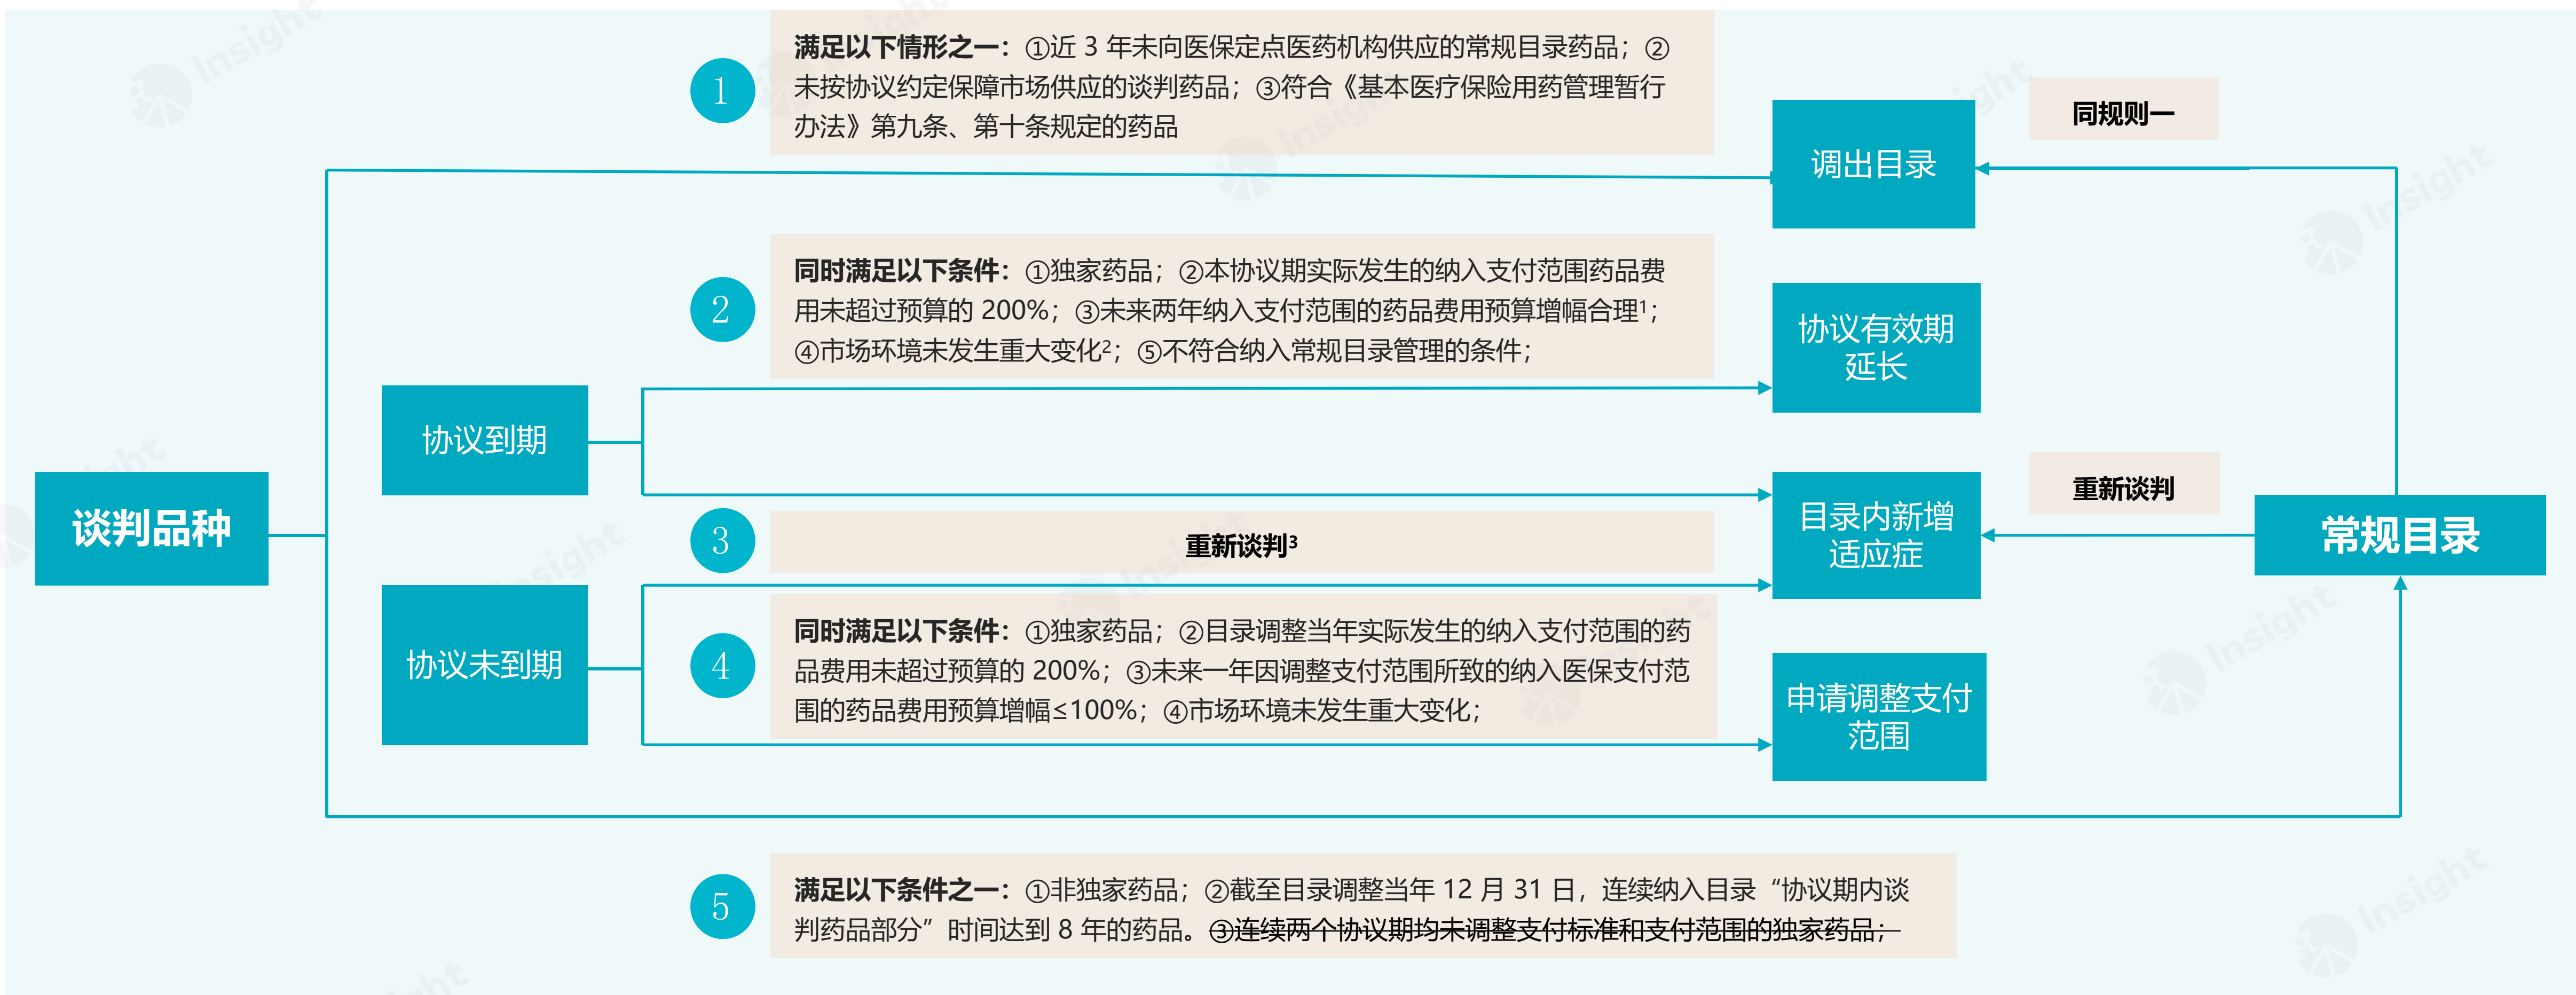 1
满足以下情形之一：①近 3 年未向医保定点医药机构供应的常规目录药品；②
未按协议约定保障市场供应的谈判药品；③符合《基本医疗保险用药管理暂行
办法》第九条、第十条规定的药品
调出目录
同规则一
2
同时满足以下条件：①独家药品；②本协议期实际发生的纳入支付范围药品费
用未超过预算的 200%；③未来两年纳入支付范围的药品费用预算增幅合理¹；
④市场环境未发生重大变化²；⑤不符合纳入常规目录管理的条件；
协议有效期
延长
协议到期
谈判品种
3
重新谈判³
目录内新增
适应症
重新谈判
常规目录
协议未到期
4
同时满足以下条件：①独家药品；②目录调整当年实际发生的纳入支付范围的药
品费用未超过预算的 200%；③未来一年因调整支付范围所致的纳入医保支付范
围的药品费用预算增幅≤100%；④市场环境未发生重大变化；
申请调整支付
范围
5
满足以下条件之一：①非独家药品；②截至目录调整当年 12 月 31 日，连续纳入目录“协议期内谈
判药品部分”时间达到 8 年的药品。③连续两个协议期均未调整支付标准和支付范围的独家药品；
Insight
Insight
Insight
Insight
Insight
Insight
Insight
Insight
Insight